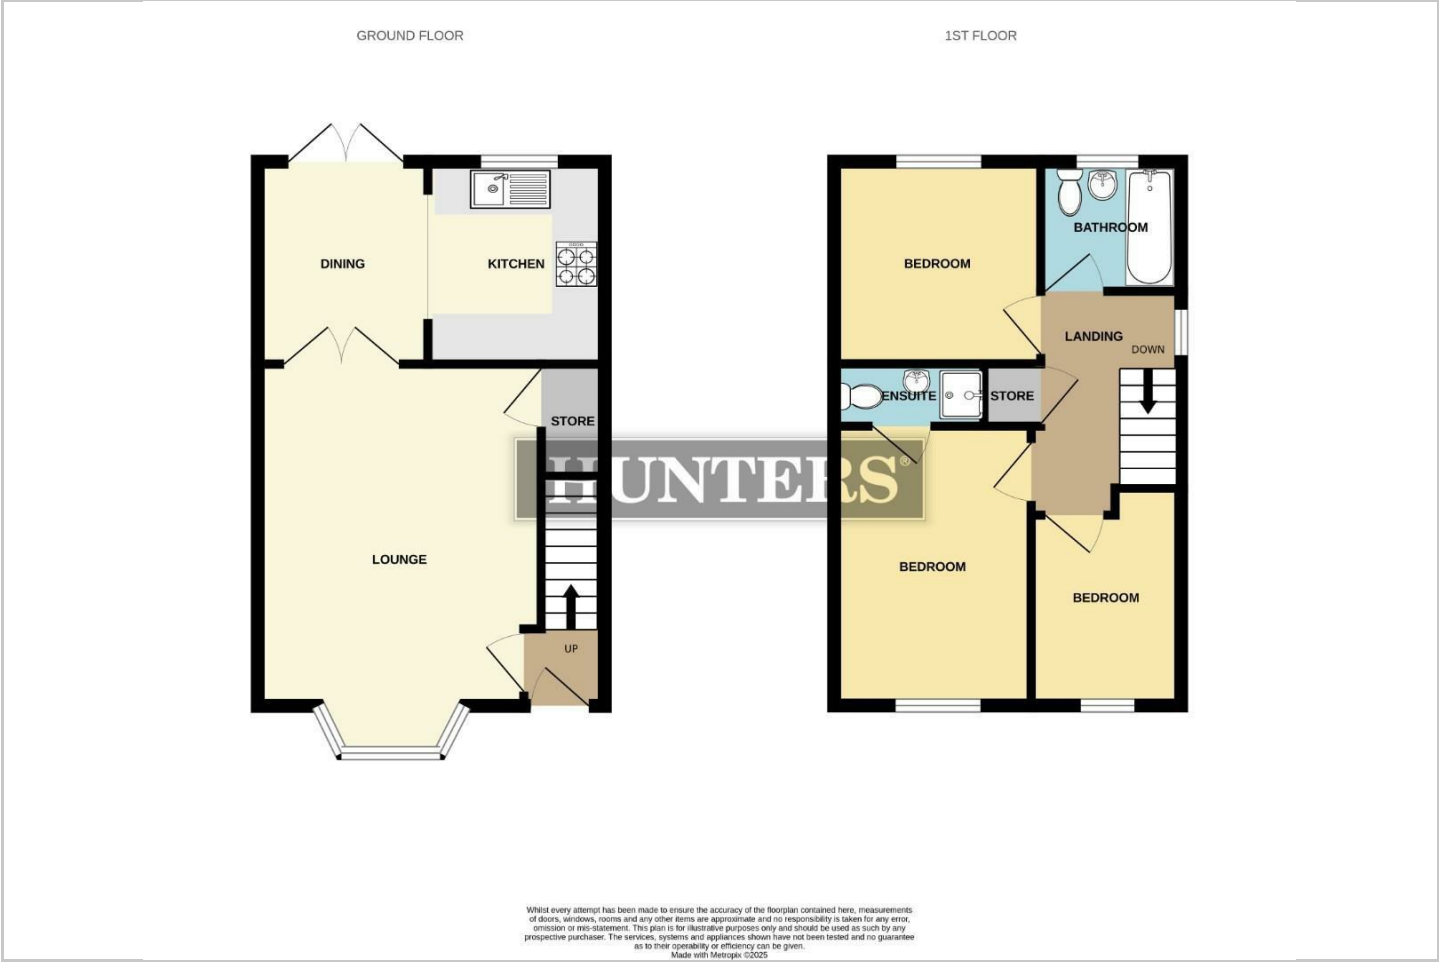 GROUND FLOOR
1ST FLOOR
DINING
KITCHEN
STORE
LOUNGE
UP
BEDROOM
BATHROOM
LANDING
DOWN
ENSUITE
STORE
BEDROOM
BEDROOM
HUNTERS®
Whilst every attempt has been made to ensure the accuracy of the floorplan contained here, measurements
of doors, windows, rooms and any other items are approximate and no responsibility is taken for any error,
omission or mis-statement. This plan is for illustrative purposes only and should be used as such by any
prospective purchaser. The services, systems and appliances shown have not been tested and no guarantee
as to their operability or efficiency can be given.
Made with Metropix ©2025